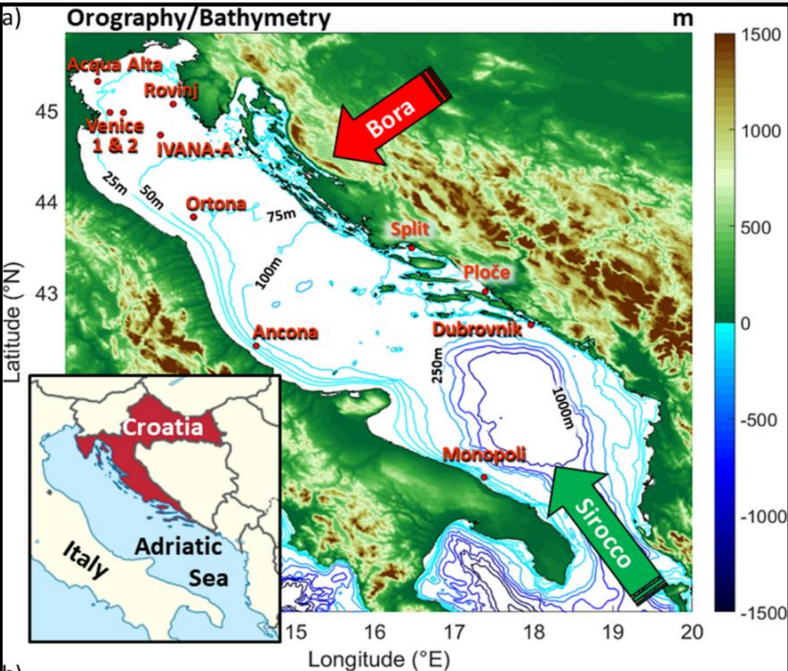 a)
Orography/Bathymetry
m
Acqua Alta
Rovinj
Venice
1 & 2
IVANA-A
Bora
25m
50m
Ortona
75m
100m
Split
Ploče
Ancona
Dubrovnik
250m
1000m
Monopoli
Sirocco
45
44
43
Latitude (°N)
15
16
17
18
19
20
Longitude (°E)
1500
1000
500
0
-500
-1000
-1500
Croatia
Italy
Adriatic
Sea